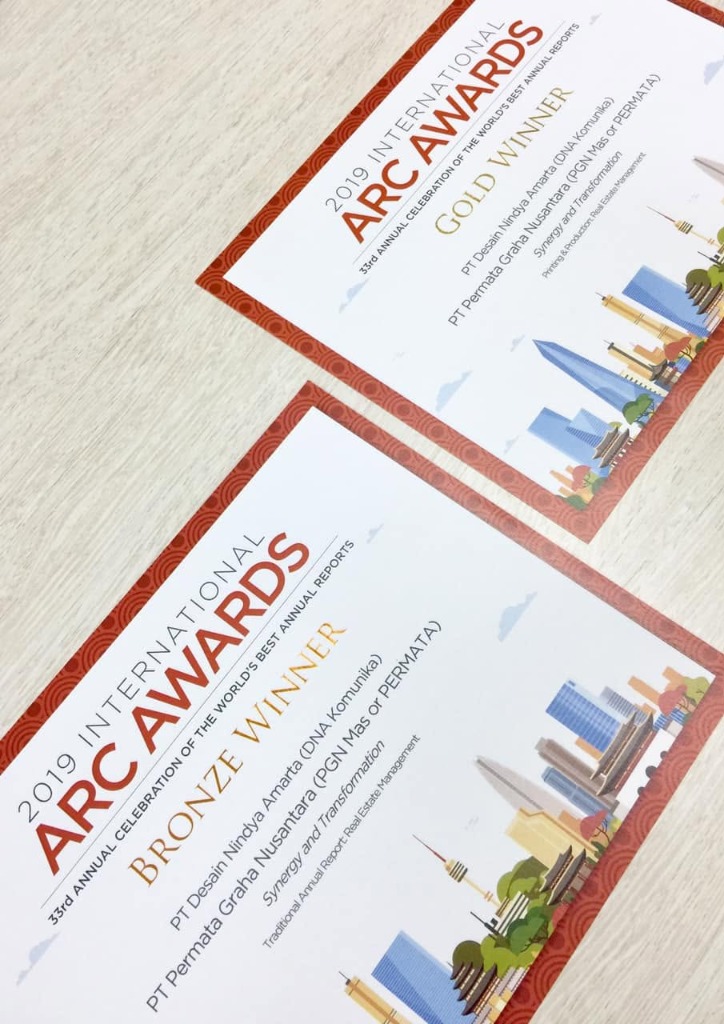 2019 INTERNATIONAL
ARC AWARDS
33rd ANNUAL CELEBRATION OF THE WORLD'S BEST ANNUAL REPORTS
GOLD WINNER
PT Desain Nindya Amarta (DNA Komunika)
PT Permata Graha Nusantara (PGN Mas or PERMATA)
Synergy and Transformation
Printing & Production: Real Estate Management
2019 INTERNATIONAL
ARC AWARDS
33rd ANNUAL CELEBRATION OF THE WORLD'S BEST ANNUAL REPORTS
BRONZE WINNER
PT Desain Nindya Amarta (DNA Komunika)
PT Permata Graha Nusantara (PGN Mas or PERMATA)
Synergy and Transformation
Traditional Annual Report: Real Estate Management